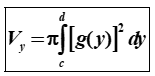 V_y = π∫_c^d [g(y)]² dy